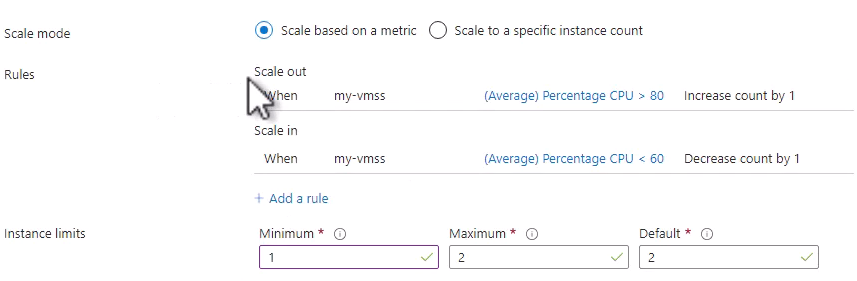 Scale mode Scale based on a metric Scale to a specific instance count
Rules Scale out
When my-vmss (Average) Percentage CPU > 80 Increase count by 1
Scale in
When my-vmss (Average) Percentage CPU < 60 Decrease count by 1
+ Add a rule
Instance limits Minimum * Maximum * Default *
1 2 2